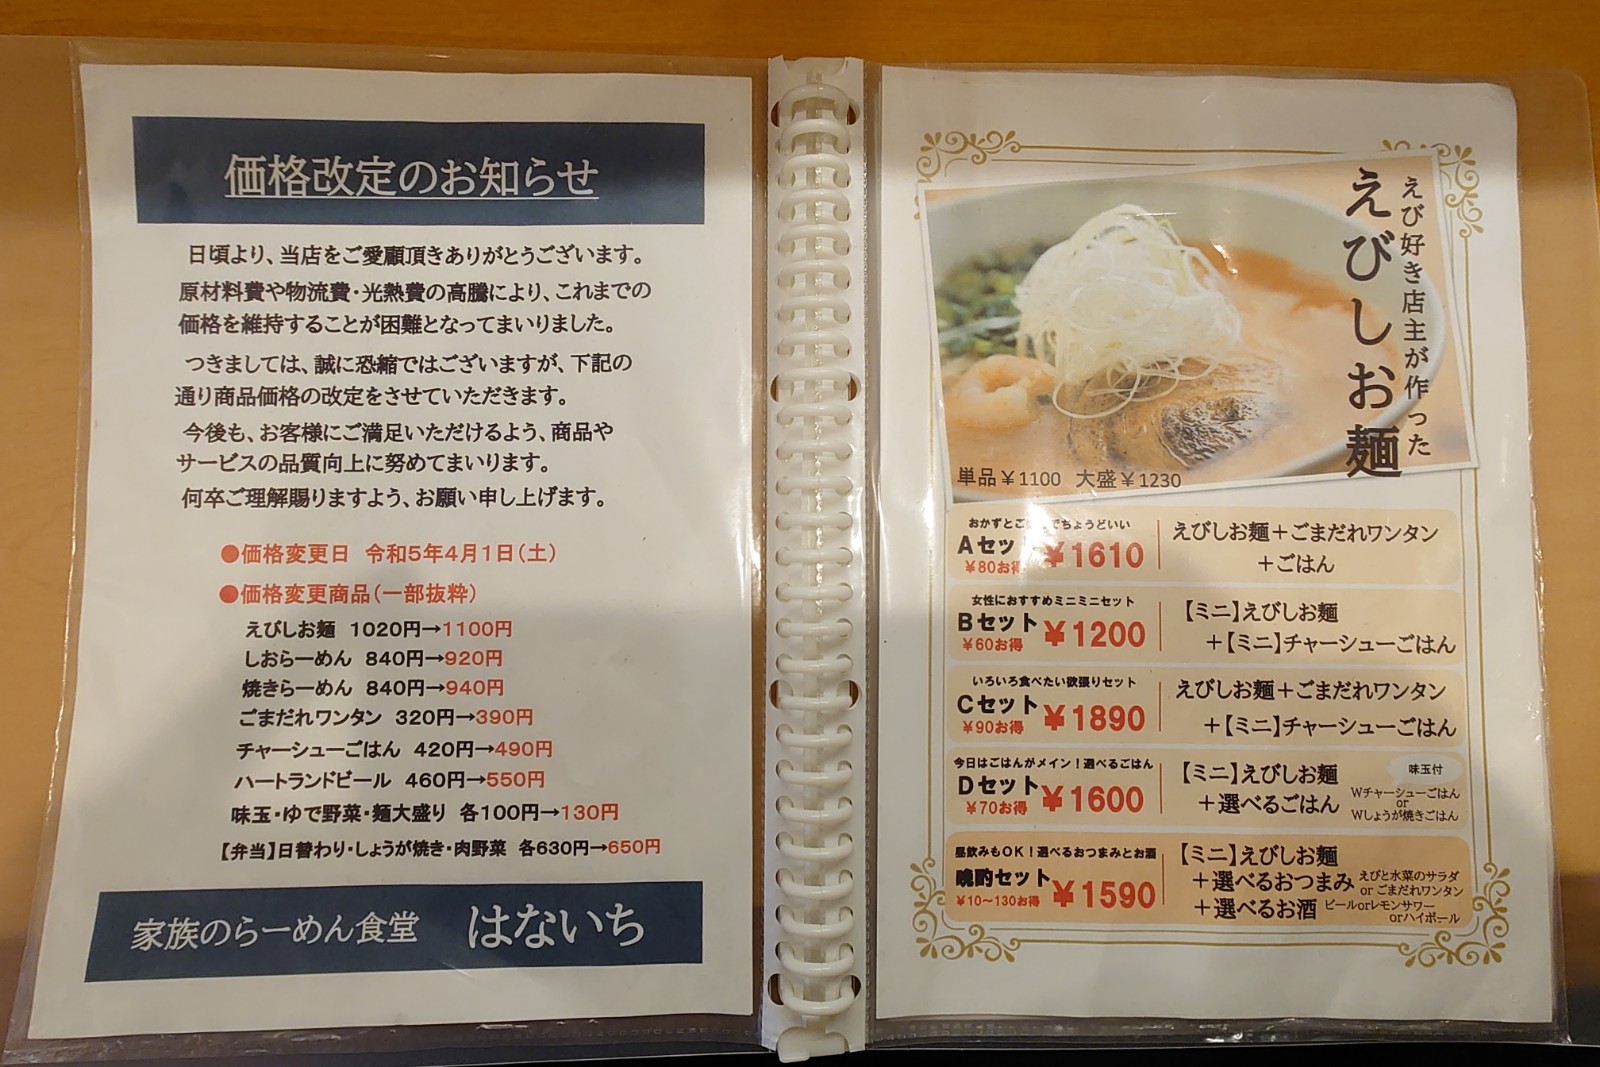 価格改定のお知らせ
日頃より、当店をご愛顧頂きありがとうございます。
原材料費や物流費・光熱費の高騰により、これまでの
価格を維持することが困難となってまいりました。
つきましては、誠に恐縮ではございますが、下記の
通り商品価格の改定をさせていただきます。
今後も、お客様にご満足いただけるよう、商品や
サービスの品質向上に努めてまいります。
何卒ご理解賜りますよう、お願い申し上げます。
●価格変更日 令和5年4月1日(土)
●価格変更商品(一部抜粋)
えびしお麺 1020円→1100円
しおらーめん 840円→920円
焼きらーめん 840円→940円
ごまだれワンタン 320円→390円
チャーシューごはん 420円→490円
ハートランドビール 460円→550円
味玉・ゆで野菜・麺大盛り 各100円→130円
【弁当】日替わり・しょうが焼き・肉野菜 各630円→650円
家族のらーめん食堂 はないち
えび好き店主が作った
えびしお麺
単品¥1100 大盛¥1230
おかずとご でちょうどいい
Aセッ ¥1610
¥80お得
えびしお麺+ごまだれワンタン
+ごはん
女性におすすめミニミニセット
Bセット ¥1200
¥60お得
【ミニ】えびしお麺
+【ミニ】チャーシューごはん
いろいろ食べたい欲張りセット
Cセット ¥1890
¥90お得
えびしお麺+ごまだれワンタン
+【ミニ】チャーシューごはん
今日はごはんがメイン!選べるごはん
Dセット ¥1600
¥70お得
【ミニ】えびしお麺
+選べるごはん
味玉付
Wチャーシューごはん
or
Wしょうが焼きごはん
昼飲みもOK!選べるおつまみとお酒
晩酌セット ¥1590
¥10~130お得
【ミニ】えびしお麺
+選べるおつまみ えびと水菜のサラダ
or ごまだれワンタン
+選べるお酒 ビールorレモンサワー
orハイボール